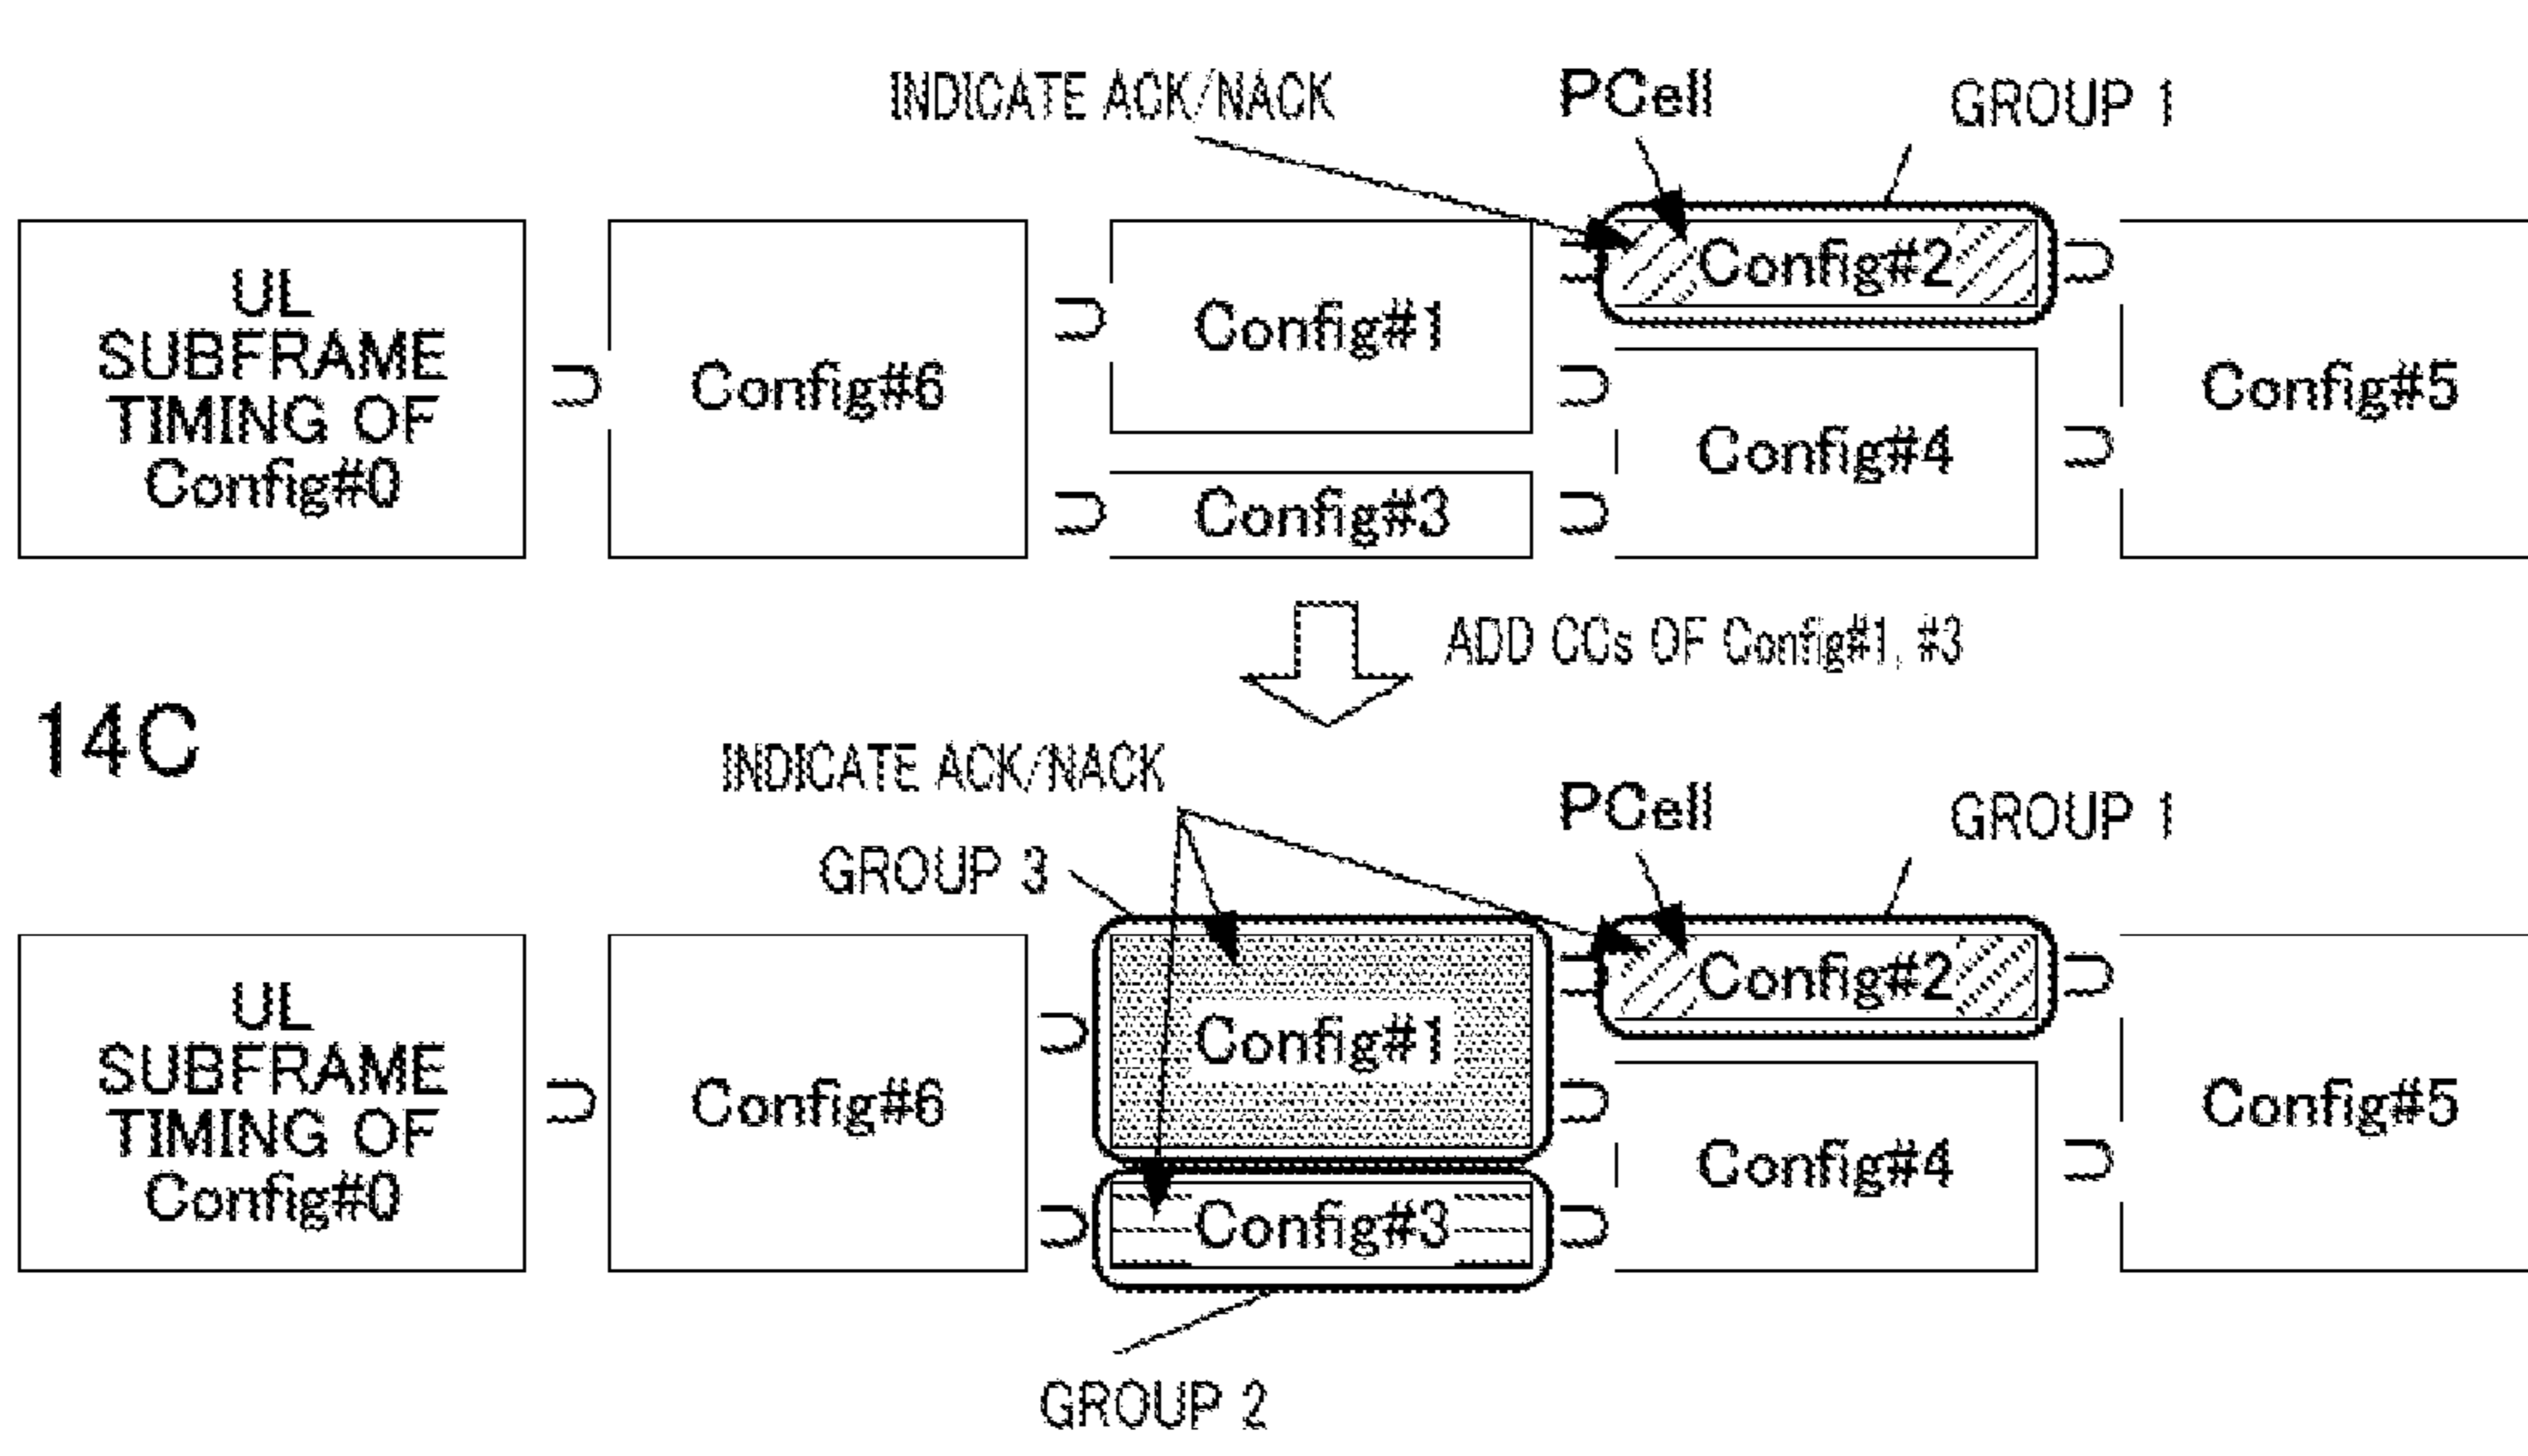 INDICATE ACK/NACK
PCell
GROUP 1
UL
SUBFRAME
TIMING OF
Config#0
⊃
Config#6
⊃
Config#1
⊃
Config#3
⊃
Config#2
⊃
Config#4
⊃
⊃
⊃
Config#5
ADD CCs OF Config#1, #3
14C
INDICATE ACK/NACK
PCell
GROUP 1
GROUP 3
UL
SUBFRAME
TIMING OF
Config#0
⊃
Config#6
⊃
Config#1
⊃
Config#3
⊃
Config#2
⊃
Config#4
⊃
⊃
⊃
Config#5
GROUP 2